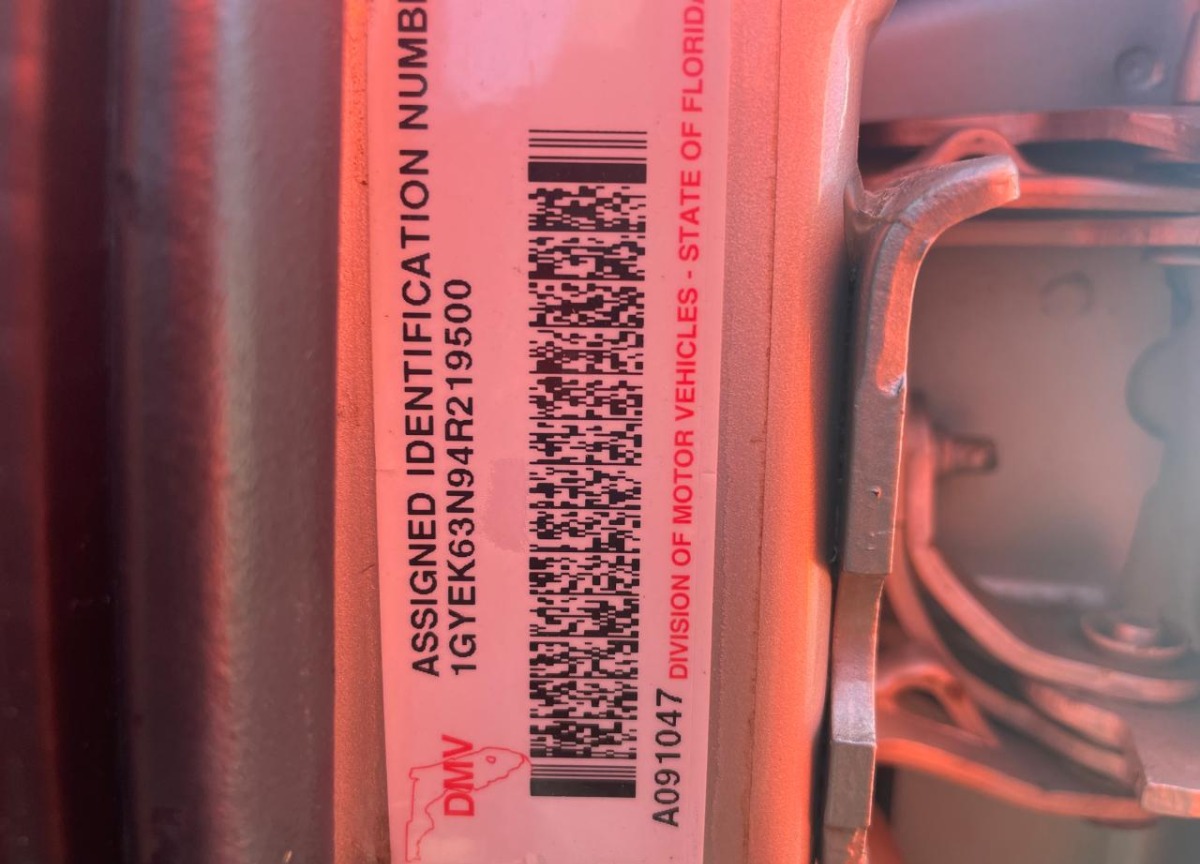 ASSIGNED IDENTIFICATION NUMB
1GYEK63N94R219500
DMV
A091047 DIVISION OF MOTOR VEHICLES - STATE OF FLORIDA